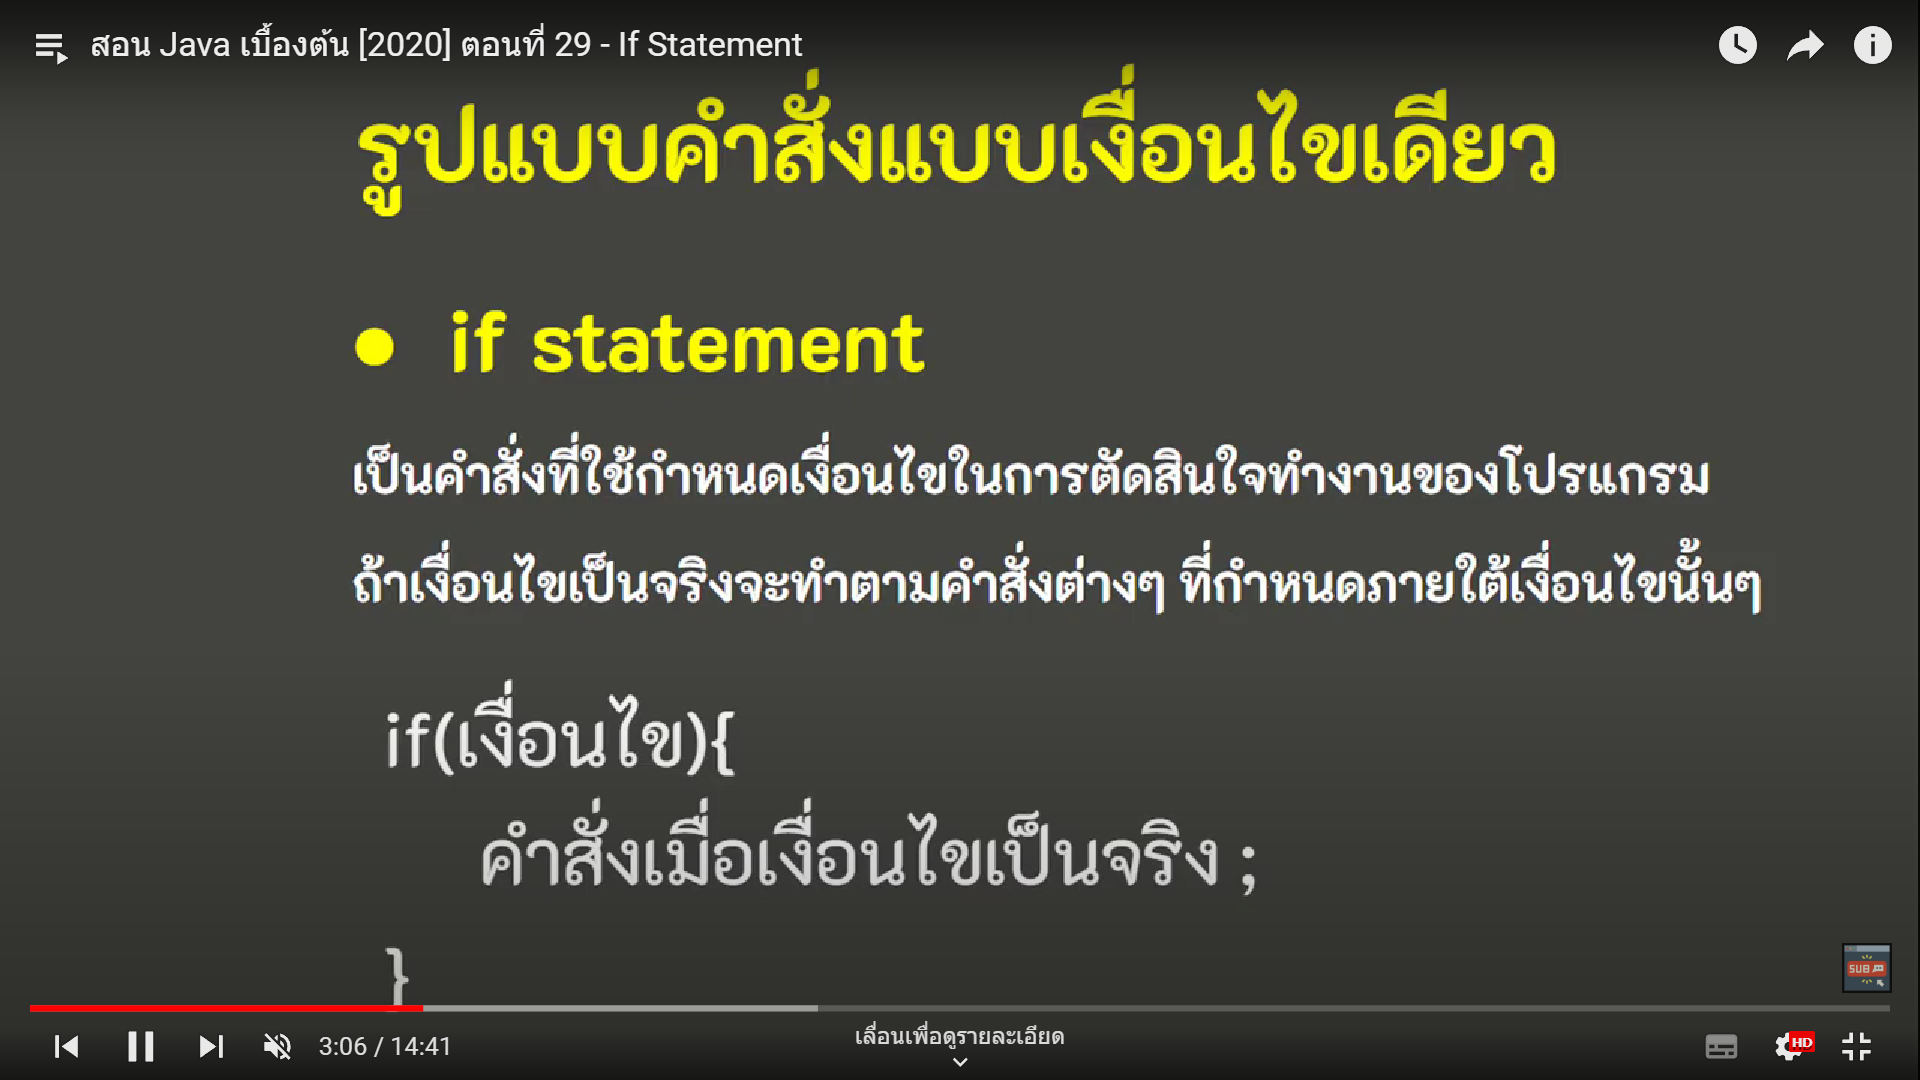 สอน Java เบื้องต้น [2020] ตอนที่ 29 - If Statement
รูปแบบคำสั่งแบบเงื่อนไขเดียว
● if statement
เป็นคำสั่งที่ใช้กำหนดเงื่อนไขในการตัดสินใจทำงานของโปรแกรม
ถ้าเงื่อนไขเป็นจริงจะทำตามคำสั่งต่างๆ ที่กำหนดภายใต้เงื่อนไขนั้นๆ
if(เงื่อนไข){
คำสั่งเมื่อเงื่อนไขเป็นจริง ;
}
SUB
3:06 / 14:41
เลื่อนเพื่อดูรายละเอียด
HD